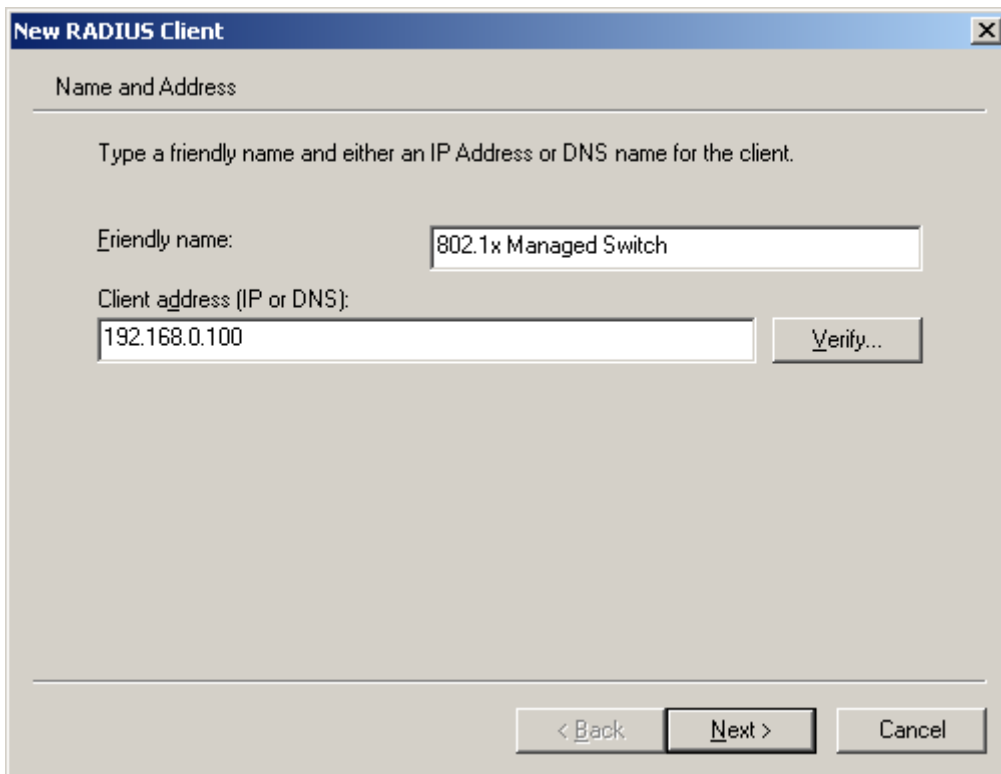 New RADIUS Client
Name and Address
Type a friendly name and either an IP Address or DNS name for the client.
Friendly name:
802.1x Managed Switch
Client address (IP or DNS):
192.168.0.100
Verify...
< Back
Next >
Cancel